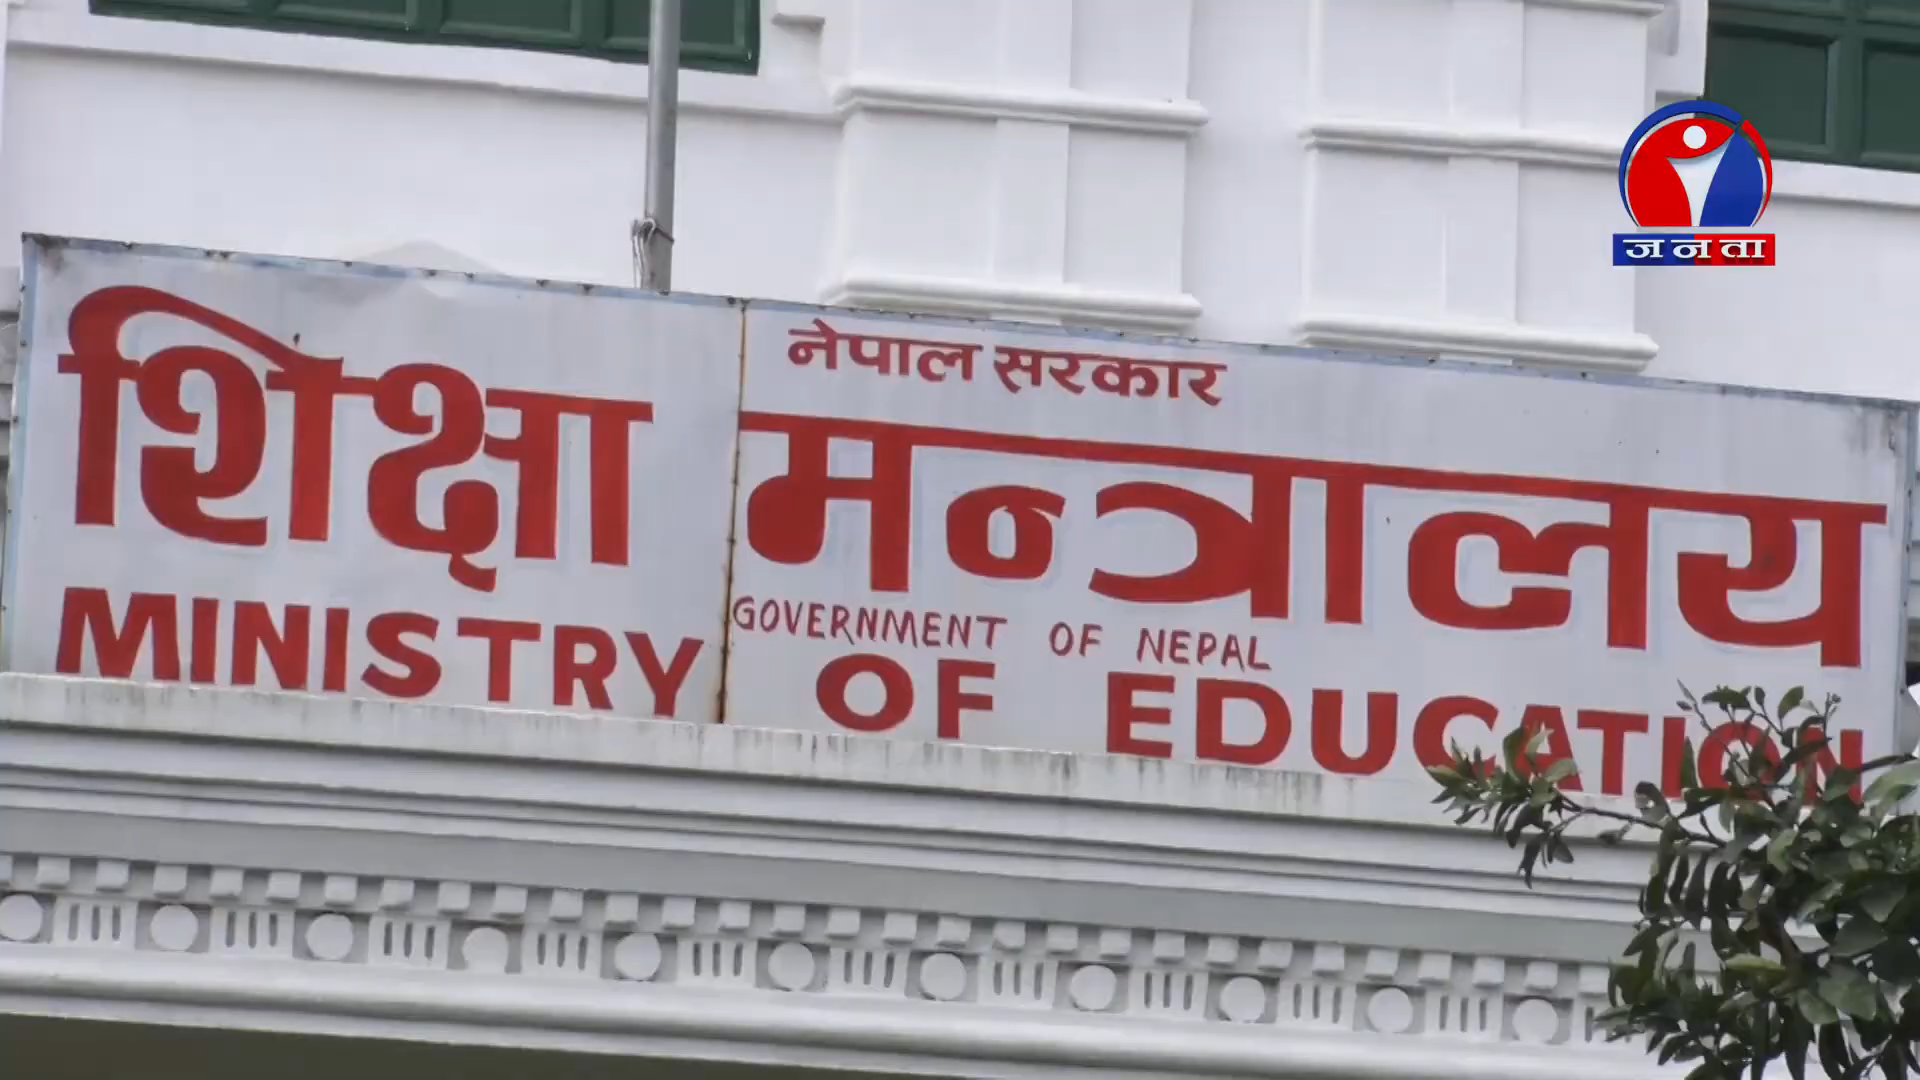 नेपाल सरकार
शिक्षा मन्त्रालय
GOVERNMENT OF NEPAL
MINISTRY OF EDUCATION
जनता